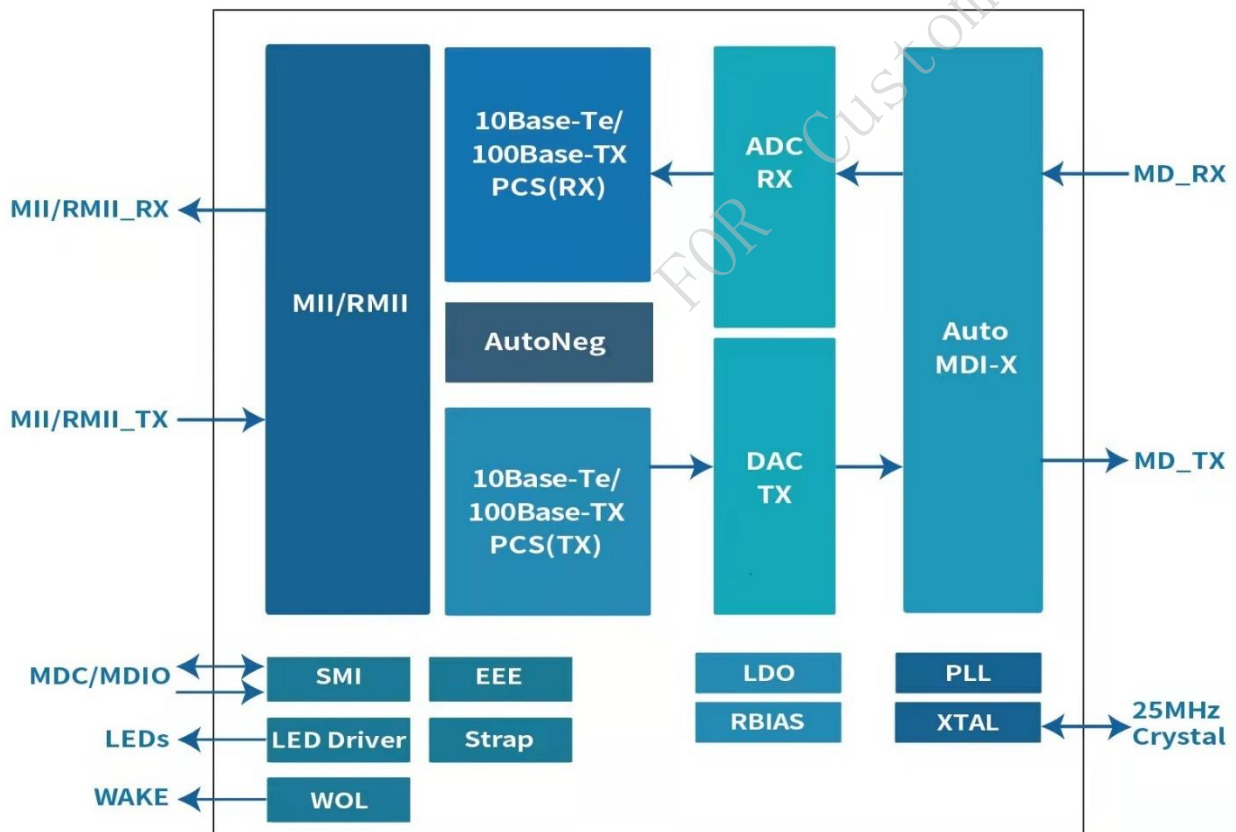 FOR Custom
10Base-Te/
100Base-TX
PCS(RX)
ADC
RX
MD_RX
MII/RMII_RX
MII/RMII
AutoNeg
Auto
MDI-X
MII/RMII_TX
10Base-Te/
100Base-TX
PCS(TX)
DAC
TX
MD_TX
MDC/MDIO
SMI
EEE
LDO
PLL
LEDs
LED Driver
Strap
RBIAS
XTAL
25MHz
Crystal
WAKE
WOL